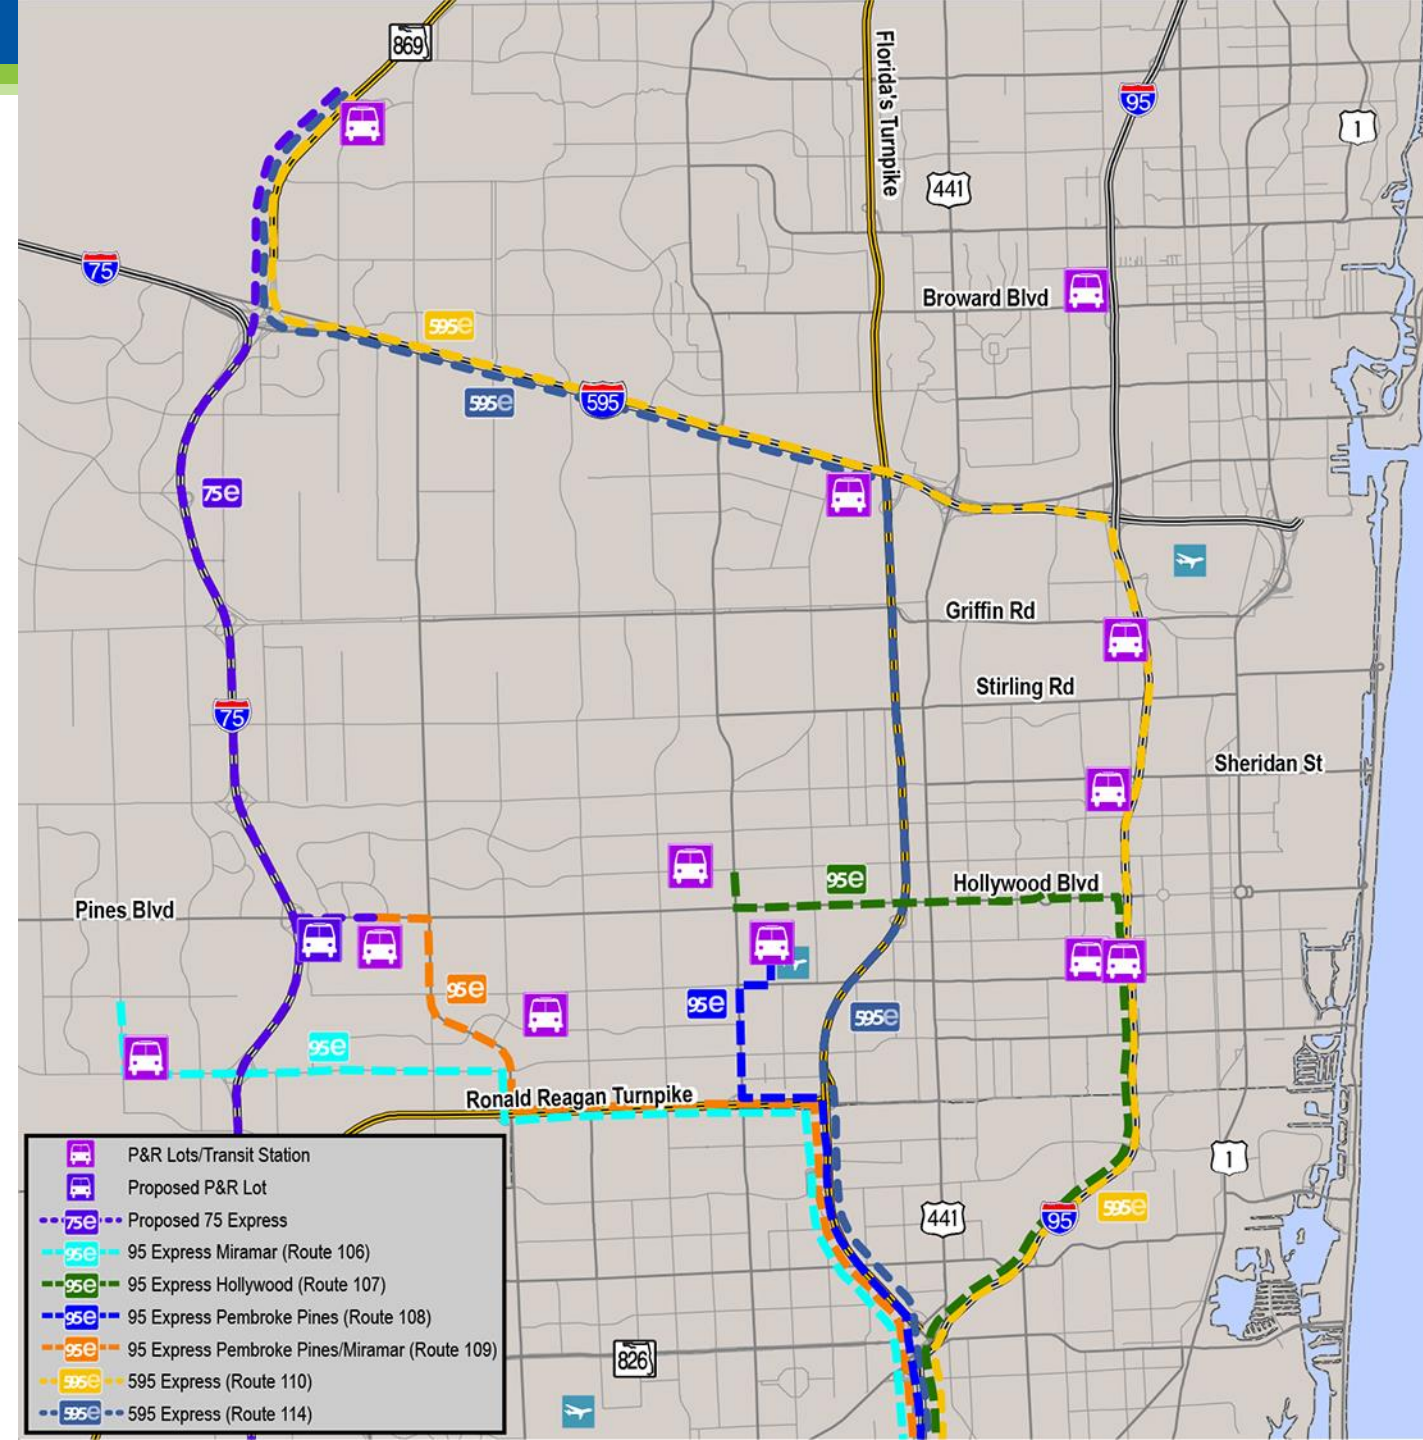 869
Florida's Turnpike
95
1
441
75
Broward Blvd
595e
595e
595
75e
Griffin Rd
Stirling Rd
75
Sheridan St
95e
Hollywood Blvd
Pines Blvd
95e
95e
595e
95e
Ronald Reagan Turnpike
1
441
95
595e
826
P&R Lots/Transit Station
Proposed P&R Lot
75e Proposed 75 Express
95e 95 Express Miramar (Route 106)
95e 95 Express Hollywood (Route 107)
95e 95 Express Pembroke Pines (Route 108)
95e 95 Express Pembroke Pines/Miramar (Route 109)
595e 595 Express (Route 110)
595e 595 Express (Route 114)